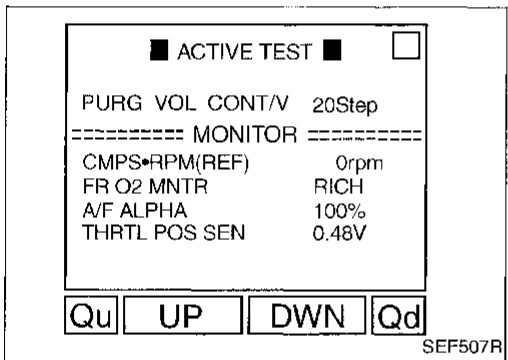 ■ ACTIVE TEST ■
PURG VOL CONT/V 20Step
========= MONITOR =========
CMPS•RPM(REF) 0rpm
FR O2 MNTR RICH
A/F ALPHA 100%
THRTL POS SEN 0.48V
Qu UP DWN Qd
SEF507R